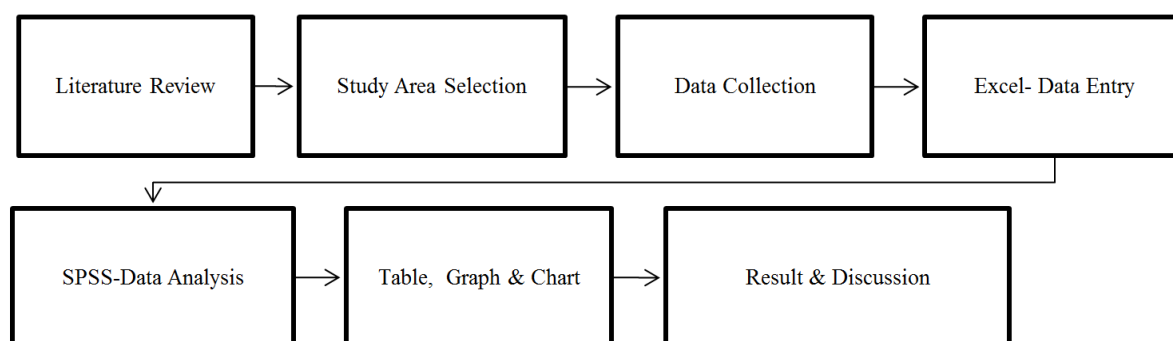 Literature Review
Study Area Selection
Data Collection
Excel- Data Entry
SPSS-Data Analysis
Table, Graph & Chart
Result & Discussion